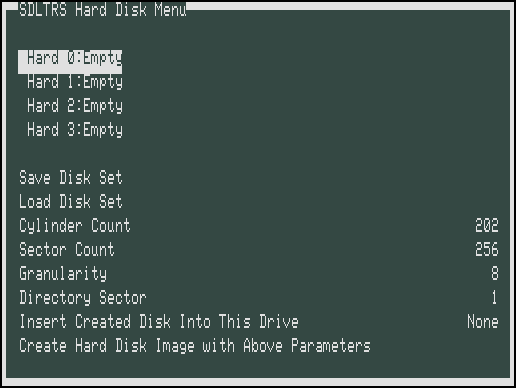 SDLTRS Hard Disk Menu
Hard 0:Empty
Hard 1:Empty
Hard 2:Empty
Hard 3:Empty
Save Disk Set
Load Disk Set
Cylinder Count 202
Sector Count 256
Granularity 8
Directory Sector 1
Insert Created Disk Into This Drive None
Create Hard Disk Image with Above Parameters